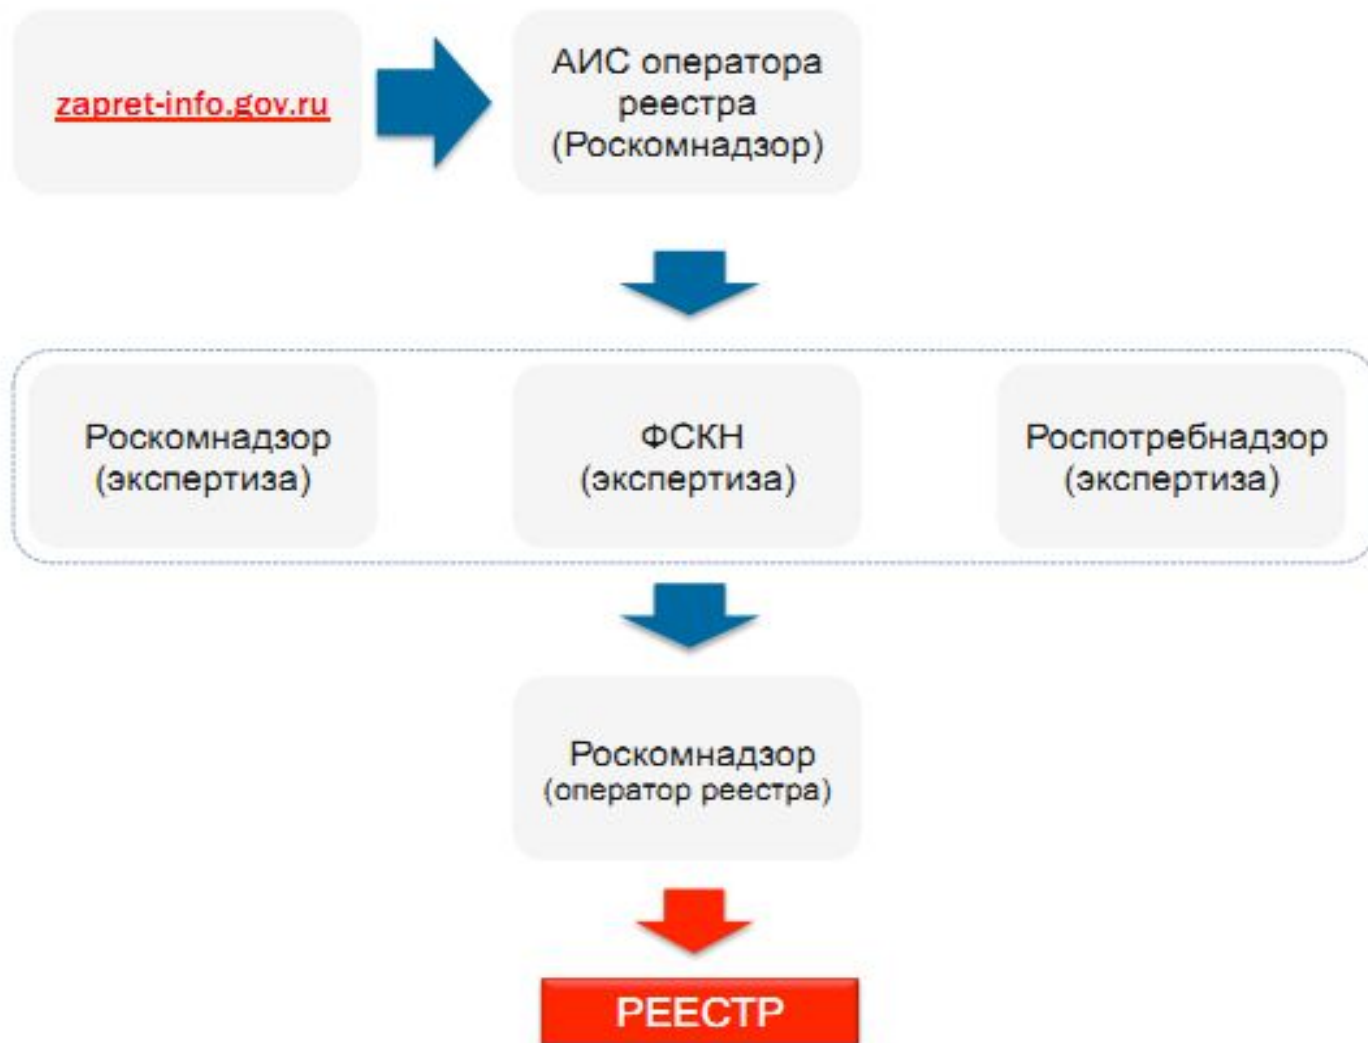 zapret-info.gov.ru
АИС оператора
реестра
(Роскомнадзор)
Роскомнадзор
(экспертиза)
ФСКН
(экспертиза)
Роспотребнадзор
(экспертиза)
Роскомнадзор
(оператор реестра)
РЕЕСТР